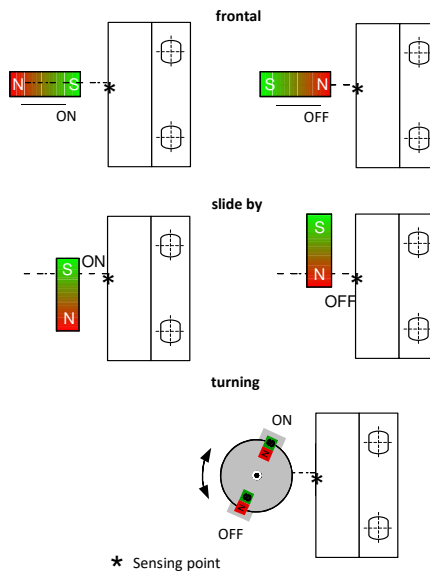 frontal
N S
ON
S N
OFF
slide by
S
ON
N
S
N
OFF
turning
ON
N
N
OFF
* Sensing point